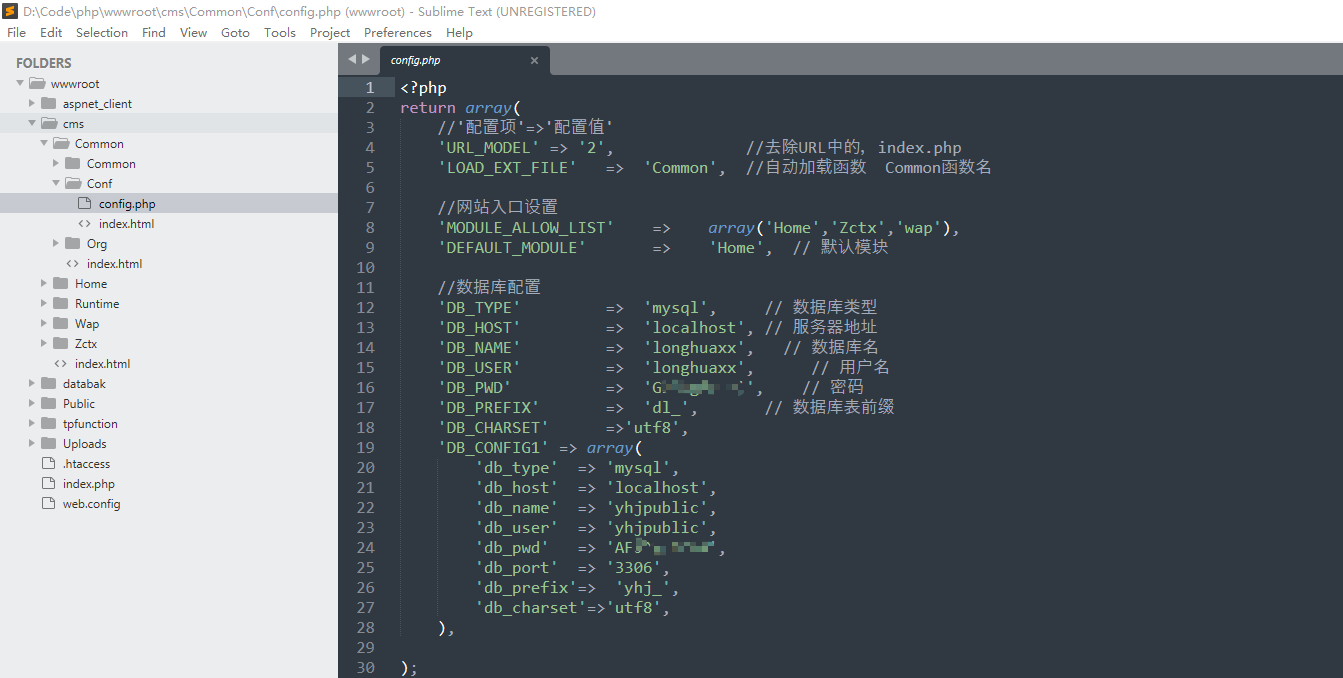 D:\Code\php\wwwroot\cms\Common\Conf\config.php (wwwroot) - Sublime Text (UNREGISTERED)
File Edit Selection Find View Goto Tools Project Preferences Help
FOLDERS
wwwroot
aspnet_client
cms
Common
Common
Conf
config.php
index.html
Org
index.html
Home
Runtime
Wap
Zctx
index.html
databak
Public
tpfunction
Uploads
.htaccess
index.php
web.config
config.php
1 <?php
2 return array(
3 //'配置项'=>'配置值'
4 'URL_MODEL' => '2', //去除URL中的，index.php
5 'LOAD_EXT_FILE' => 'Common', //自动加载函数 Common函数名
6
7 //网站入口设置
8 'MODULE_ALLOW_LIST' => array('Home','Zctx','wap'),
9 'DEFAULT_MODULE' => 'Home', // 默认模块
10
11 //数据库配置
12 'DB_TYPE' => 'mysql', // 数据库类型
13 'DB_HOST' => 'localhost', // 服务器地址
14 'DB_NAME' => 'longhuaxx', // 数据库名
15 'DB_USER' => 'longhuaxx', // 用户名
16 'DB_PWD' => 'G', // 密码
17 'DB_PREFIX' => 'dl_', // 数据库表前缀
18 'DB_CHARSET' =>'utf8',
19 'DB_CONFIG1' => array(
20 'db_type' => 'mysql',
21 'db_host' => 'localhost',
22 'db_name' => 'yhjpublic',
23 'db_user' => 'yhjpublic',
24 'db_pwd' => 'AF',
25 'db_port' => '3306',
26 'db_prefix'=> 'yhj_',
27 'db_charset'=>'utf8',
28 ),
29
30 );